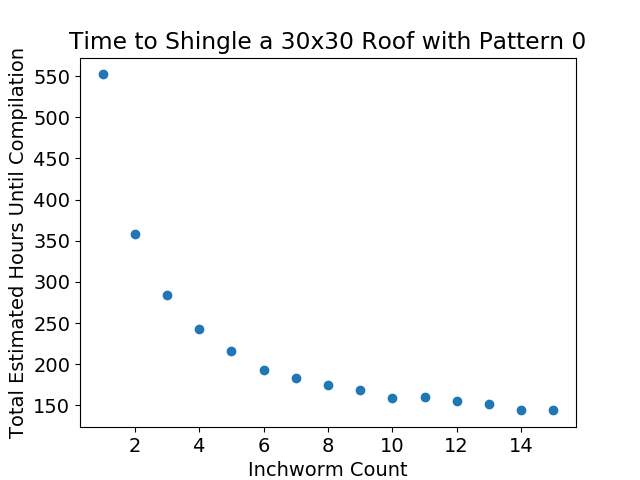 Time to Shingle a 30x30 Roof with Pattern 0
Total Estimated Hours Until Compilation
550
500
450
400
350
300
250
200
150
2 4 6 8 10 12 14
Inchworm Count